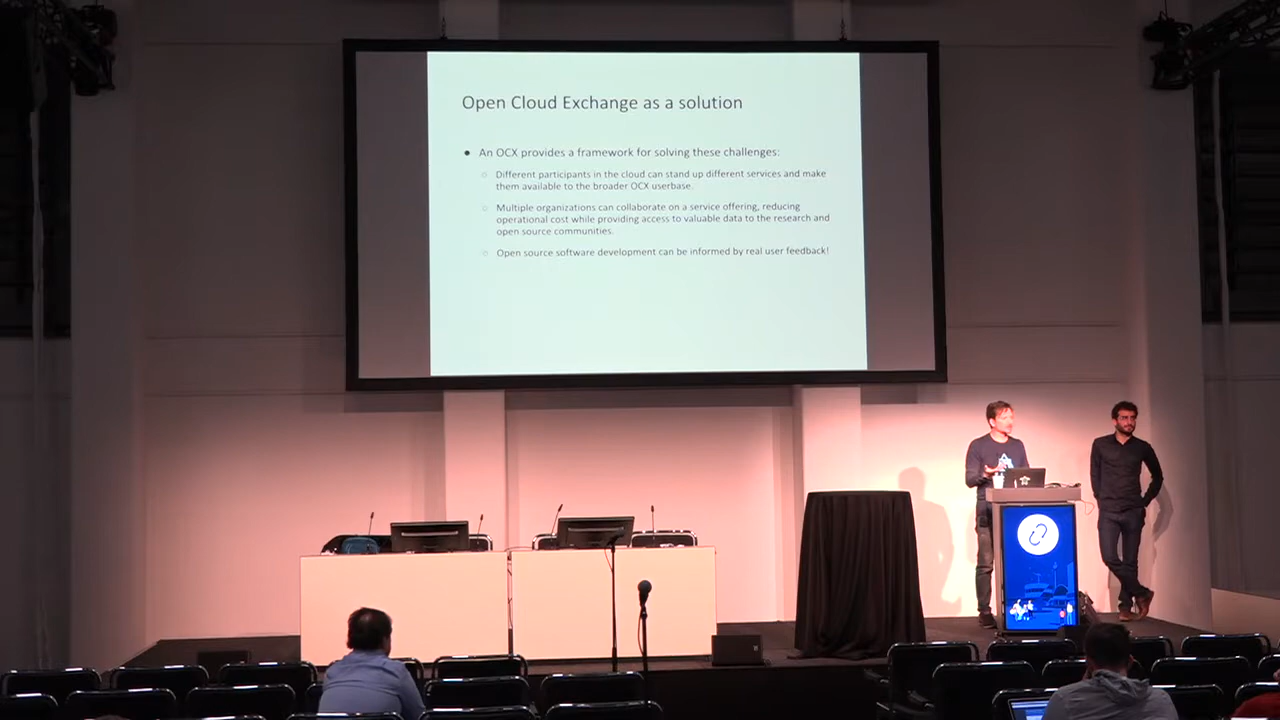 Open Cloud Exchange as a solution
● An OCX provides a framework for solving these challenges:
○ Different participants in the cloud can stand up different services and make
them available to the broader OCX userbase.
○ Multiple organizations can collaborate on a service offering, reducing
operational cost while providing access to valuable data to the research and
open source communities.
○ Open source software development can be informed by real user feedback!